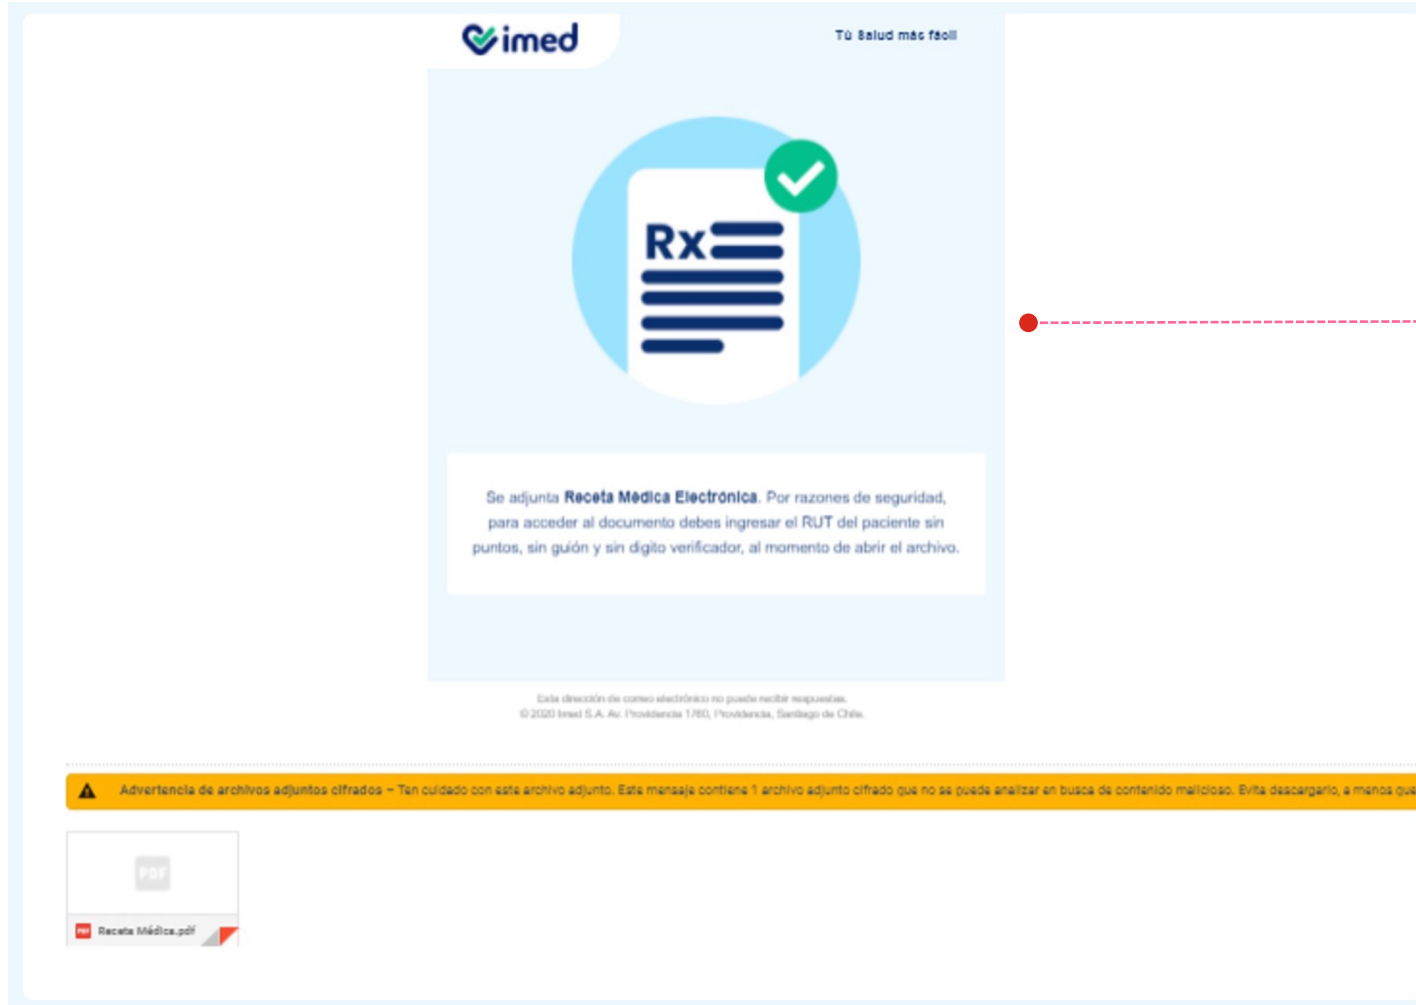 imed
Tú Salud más fácil
Rx
Se adjunta Receta Médica Electrónica. Por razones de seguridad,
para acceder al documento debes ingresar el RUT del paciente sin
puntos, sin guión y sin digito verificador, al momento de abrir el archivo.
Esta dirección de correo electrónico no puede recibir respuestas.
© 2020 Imed S.A. Av. Providencia 1760, Providencia, Santiago de Chile.
Advertencia de archivos adjuntos cifrados – Ten cuidado con este archivo adjunto. Este mensaje contiene 1 archivo adjunto cifrado que no se puede analizar en busca de contenido malicioso. Evita descargarlo, a menos que
PDF
PDF Receta Médica.pdf